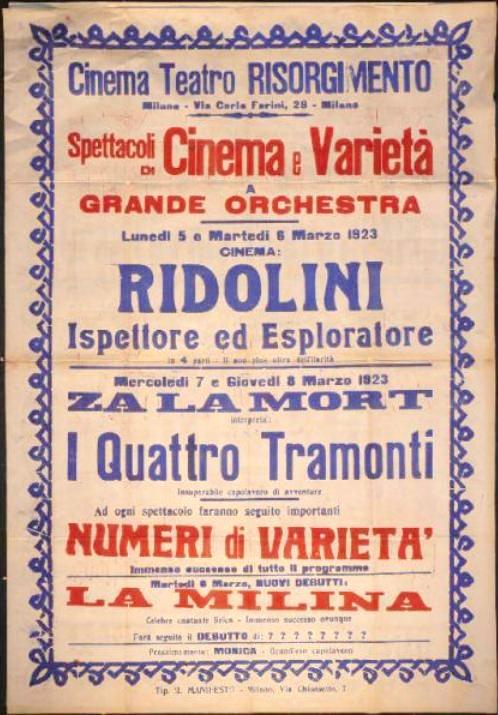 Cinema Teatro RISORGIMENTO
Milano - Via Carlo Farini, 28 - Milano
Spettacoli DI Cinema e Varietà
A
GRANDE ORCHESTRA
Lunedì 5 e Martedì 6 Marzo 1923
CINEMA:
RIDOLINI
Ispettore ed Esploratore
in 4 parti - Il non plus ultra dell'ilarità
Mercoledì 7 e Giovedì 8 Marzo 1923
ZA LA MORT
interpreta:
I Quattro Tramonti
Insuperabile capolavoro di avventure
Ad ogni spettacolo faranno seguito importanti
NUMERI di VARIETA'
Immenso successo di tutto il programma
Martedì 6 Marzo, NUOVI DEBUTTI:
LA MILINA
Celebre cantante lirica - Immenso successo ovunque
Farà seguito il DEBUTTO di: ? ? ? ? ? ? ? ?
Prossimamente: MONICA - Grandioso capolavoro
Tip. IL MANIFESTO - Milano, Via